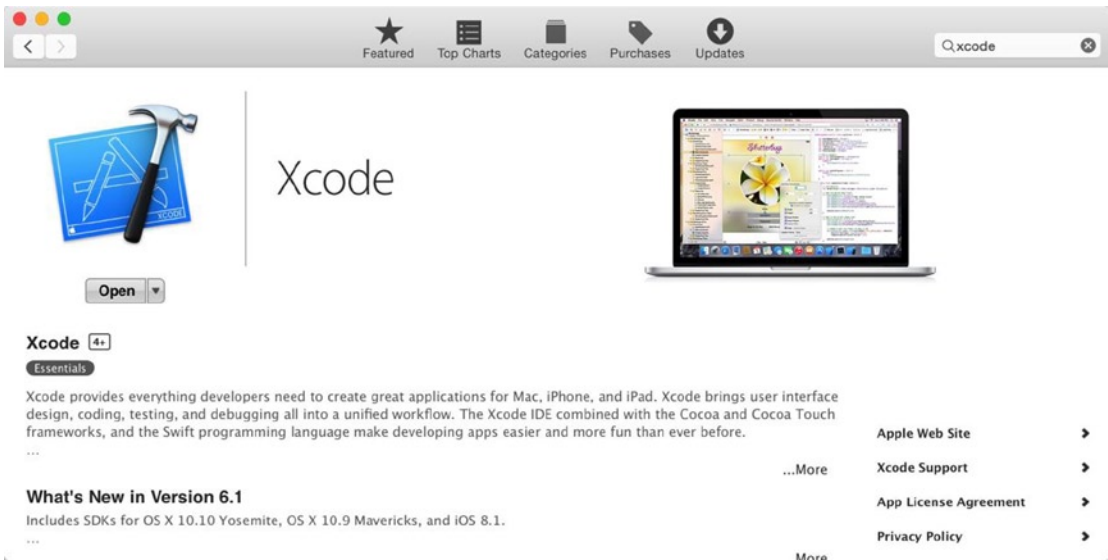 Featured
Top Charts
Categories
Purchases
Updates
xcode
XCODE
Xcode
Shutterbug
Open
Xcode 4+
Essentials
Xcode provides everything developers need to create great applications for Mac, iPhone, and iPad. Xcode brings user interface
design, coding, testing, and debugging all into a unified workflow. The Xcode IDE combined with the Cocoa and Cocoa Touch
frameworks, and the Swift programming language make developing apps easier and more fun than ever before.
...
...More
What's New in Version 6.1
Includes SDKs for OS X 10.10 Yosemite, OS X 10.9 Mavericks, and iOS 8.1.
...
More
Apple Web Site
Xcode Support
App License Agreement
Privacy Policy